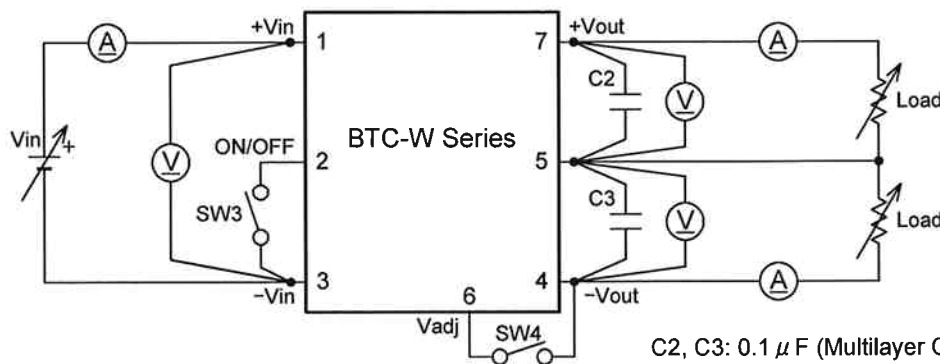 +Vin
A
1
7
+Vout
A
C2
V
Load
Vin
+
V
ON/OFF
2
BTC-W Series
5
SW3
C3
V
Load
3
−Vin
6
4
−Vout
A
Vadj
SW4
C2, C3: 0.1 μF (Multilayer